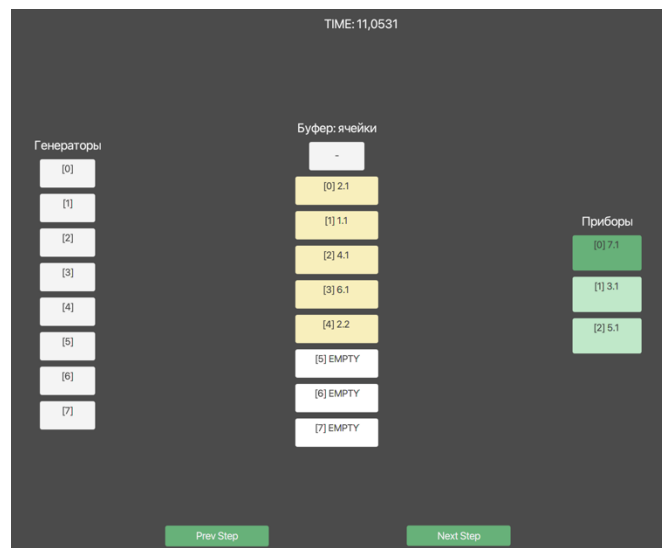 TIME: 11,0531
Генераторы
[0]
[1]
[2]
[3]
[4]
[5]
[6]
[7]
Буфер: ячейки
-
[0] 2.1
[1] 1.1
[2] 4.1
[3] 6.1
[4] 2.2
[5] EMPTY
[6] EMPTY
[7] EMPTY
Приборы
[0] 7.1
[1] 3.1
[2] 5.1
Prev Step
Next Step